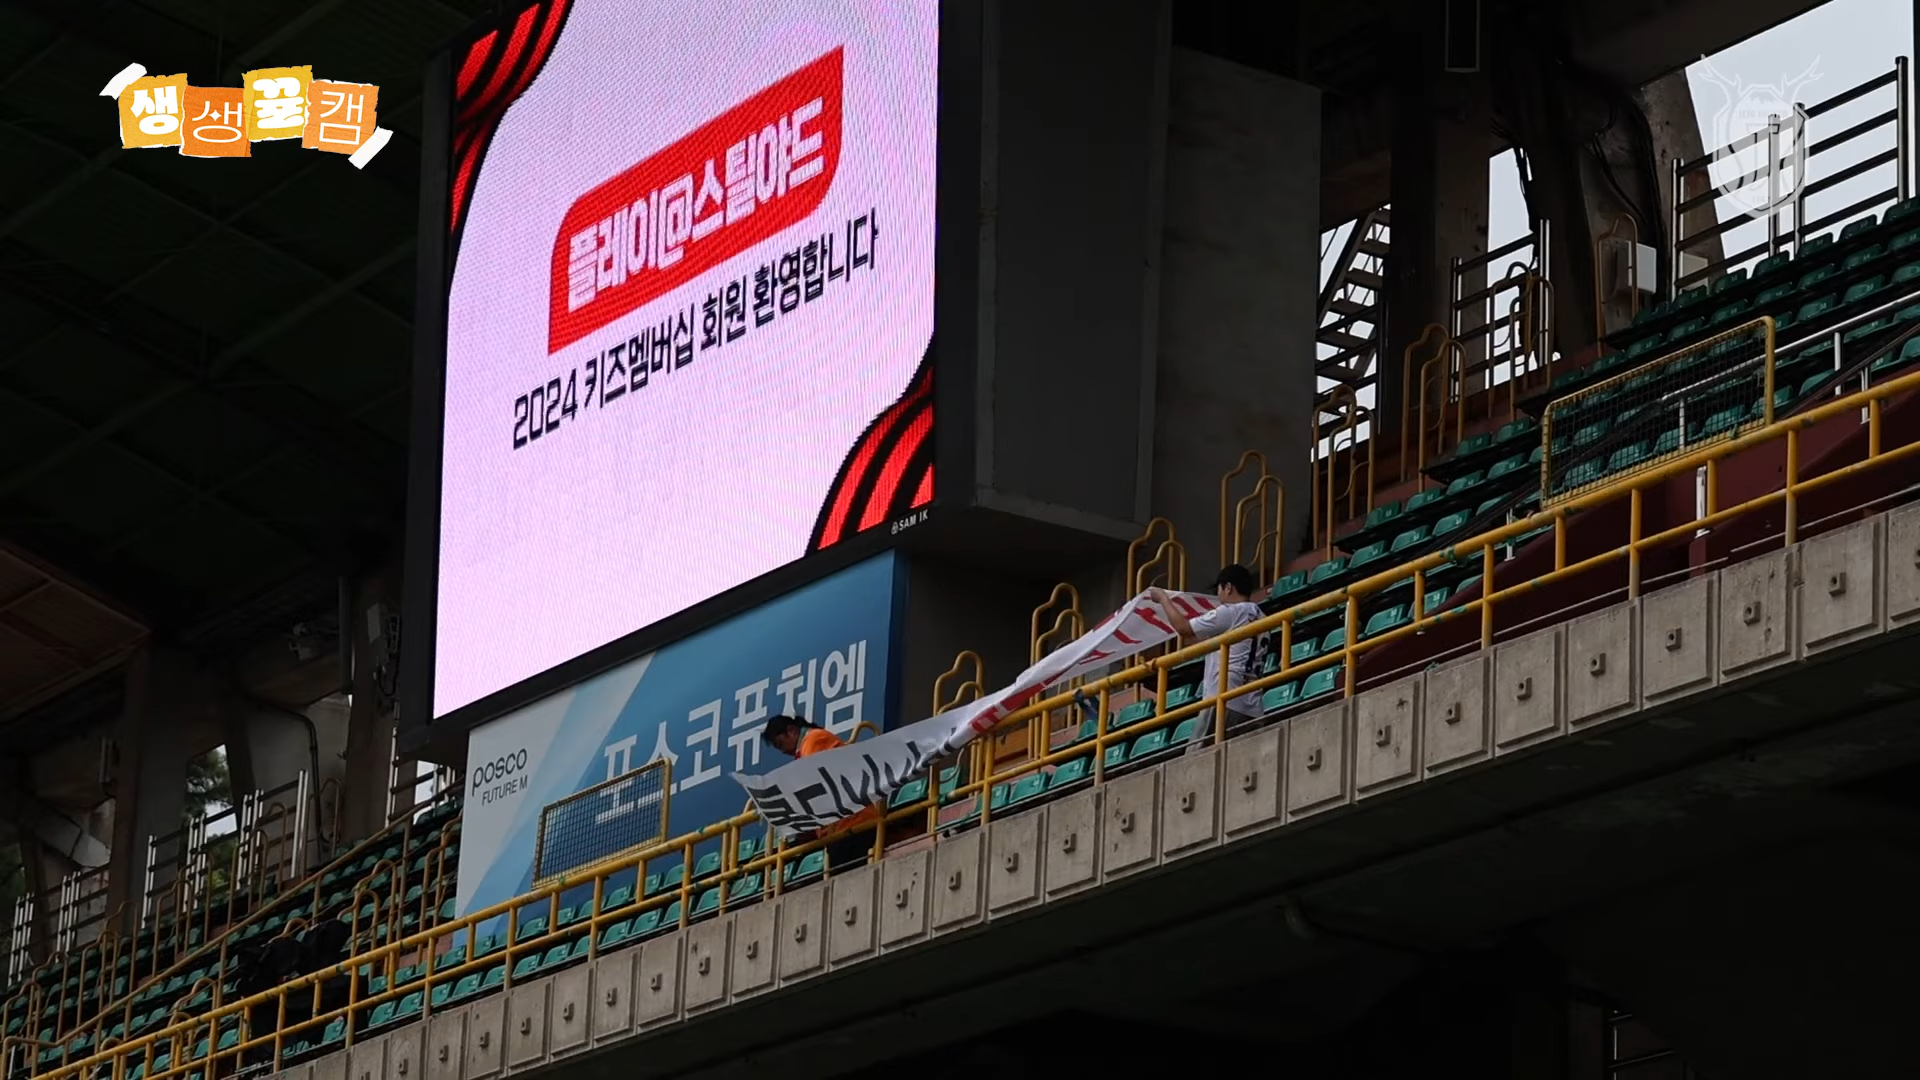 생생꿀캠
플레이@스틸야드
2024 키즈멤버십 회원 환영합니다
SAM IK
posco
FUTURE M
포스코퓨처엠